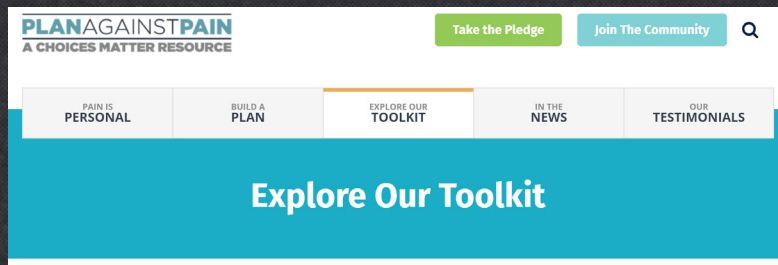 PLANAGAINSTPAIN
A CHOICES MATTER RESOURCE
Take the Pledge
Join The Community
PAIN IS
PERSONAL
BUILD A
PLAN
EXPLORE OUR
TOOLKIT
IN THE
NEWS
OUR
TESTIMONIALS
Explore Our Toolkit